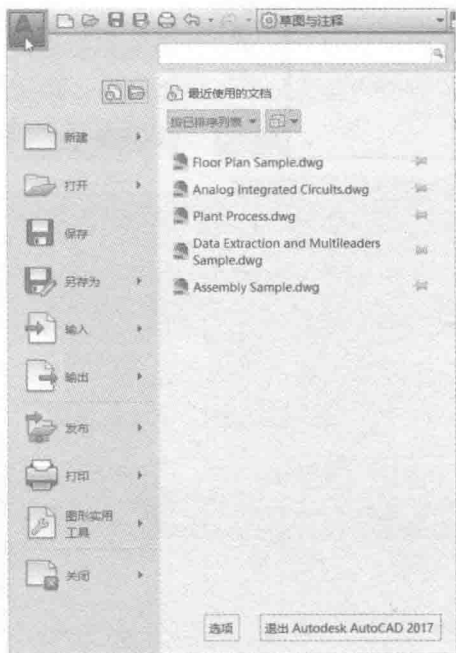 A
草图与注释
最近使用的文档
按已排序列表
新建
打开
保存
另存为
输入
输出
发布
打印
图形实用
工具
关闭
Floor Plan Sample.dwg
Analog Integrated Circuits.dwg
Plant Process.dwg
Data Extraction and Multileaders
Sample.dwg
Assembly Sample.dwg
选项
退出 Autodesk AutoCAD 2017